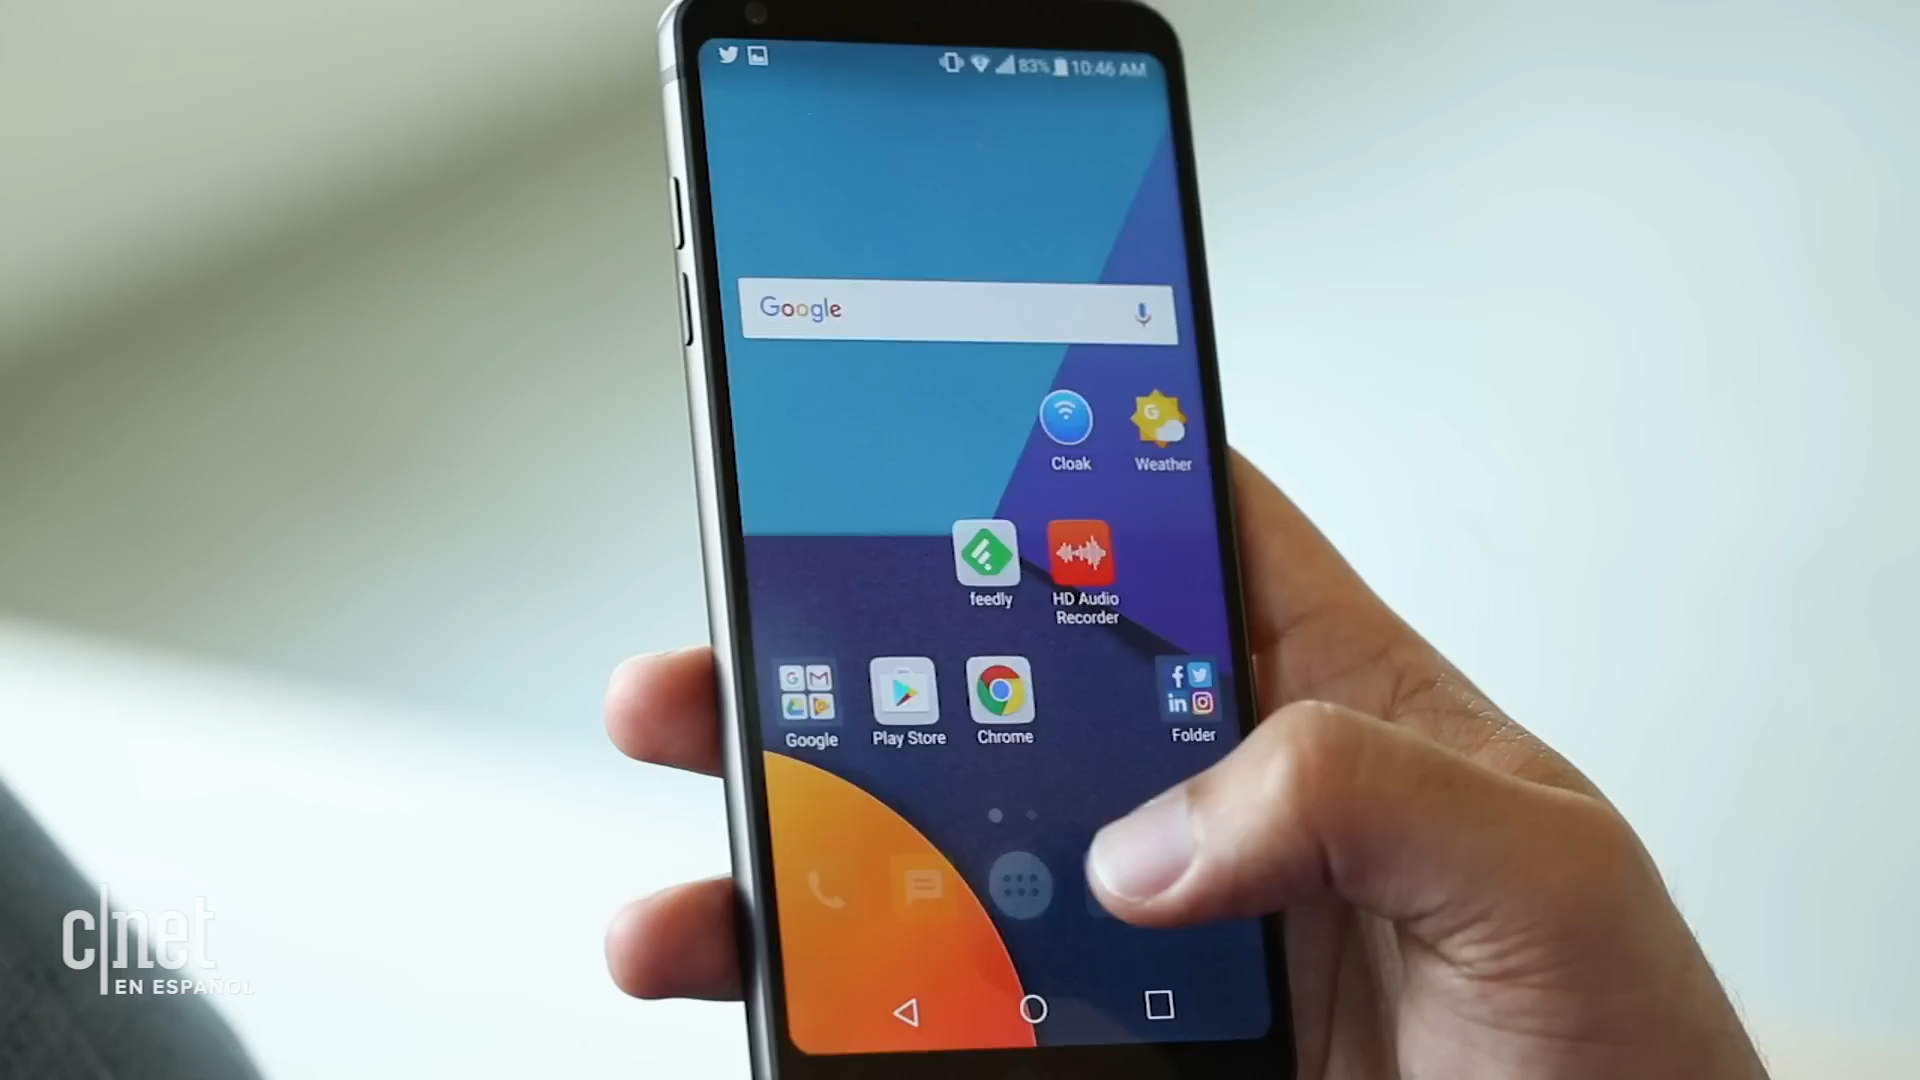 83% 10:46 AM
Google
G
Cloak
Weather
feedly
HD Audio
Recorder
G M
f
in
Google
Play Store
Chrome
Folder
c|net
EN ESPAÑOL